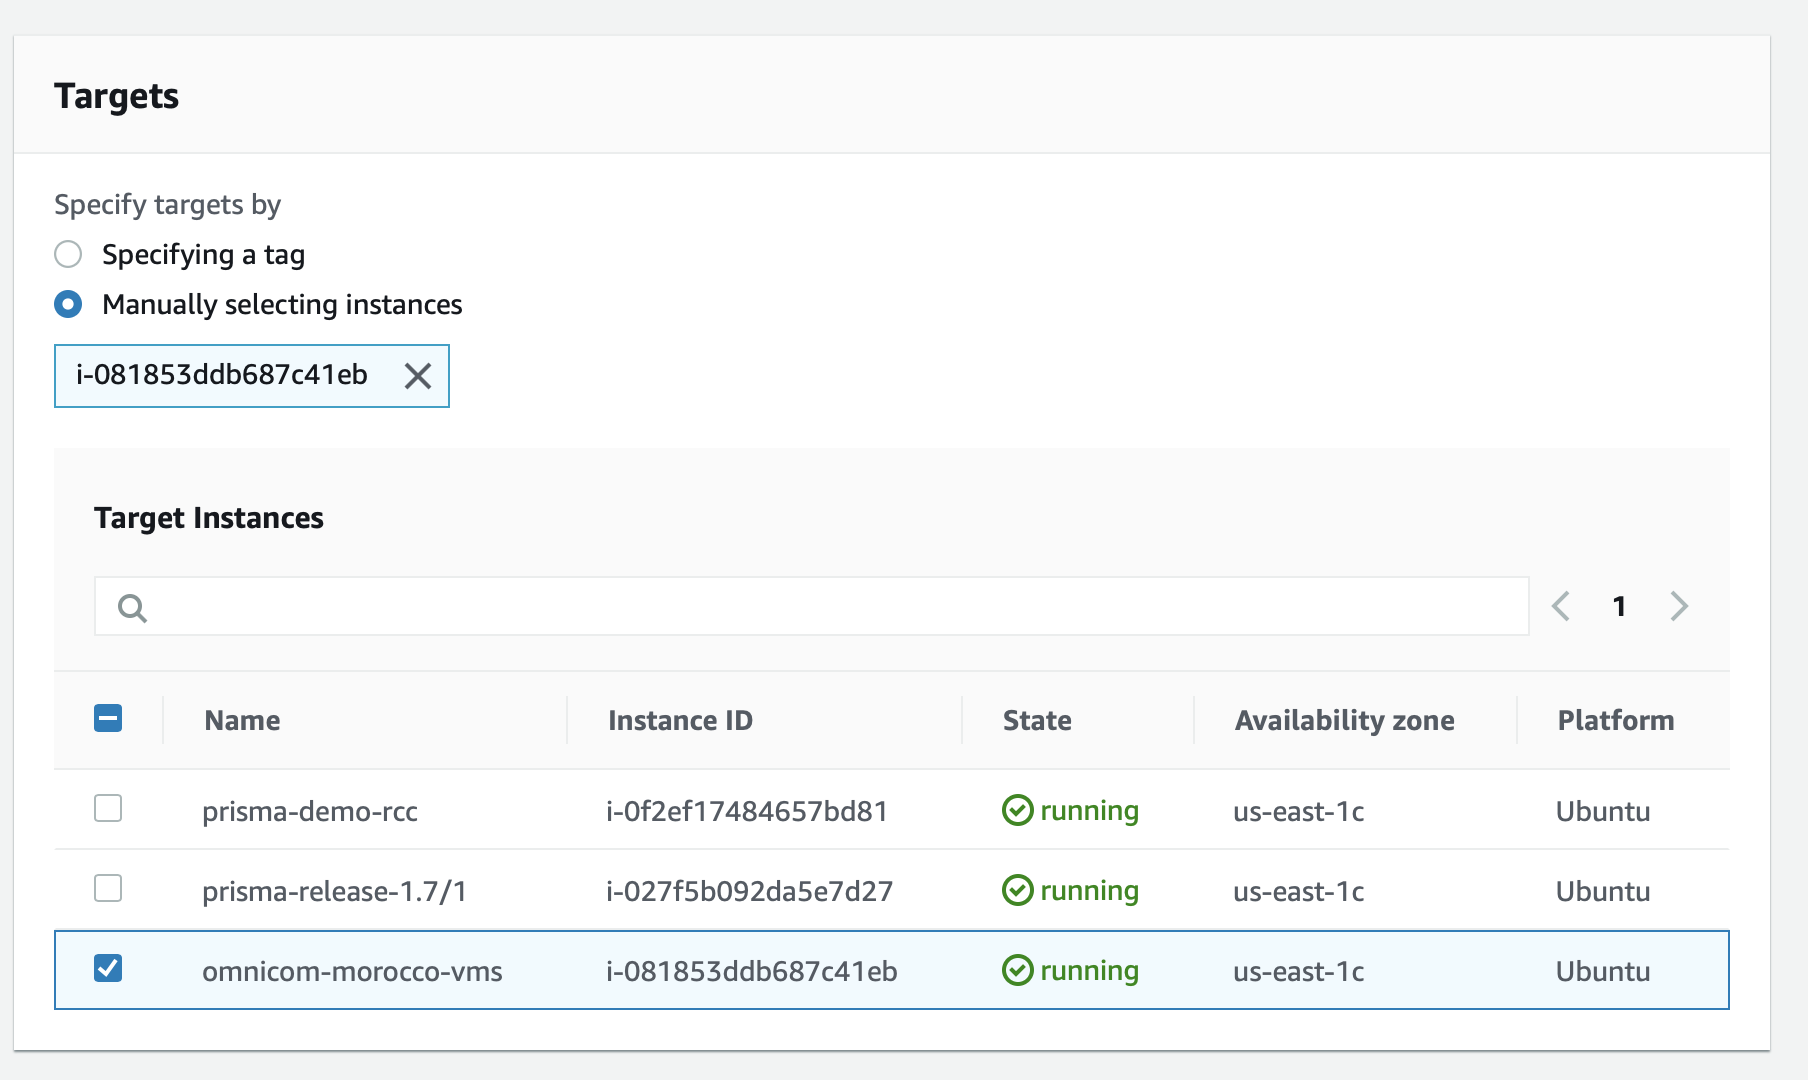 Targets
Specify targets by
Specifying a tag
Manually selecting instances
i-081853ddb687c41eb
Target Instances
1
Name Instance ID State Availability zone Platform
prisma-demo-rcc i-0f2ef17484657bd81 running us-east-1c Ubuntu
prisma-release-1.7/1 i-027f5b092da5e7d27 running us-east-1c Ubuntu
omnicom-morocco-vms i-081853ddb687c41eb running us-east-1c Ubuntu